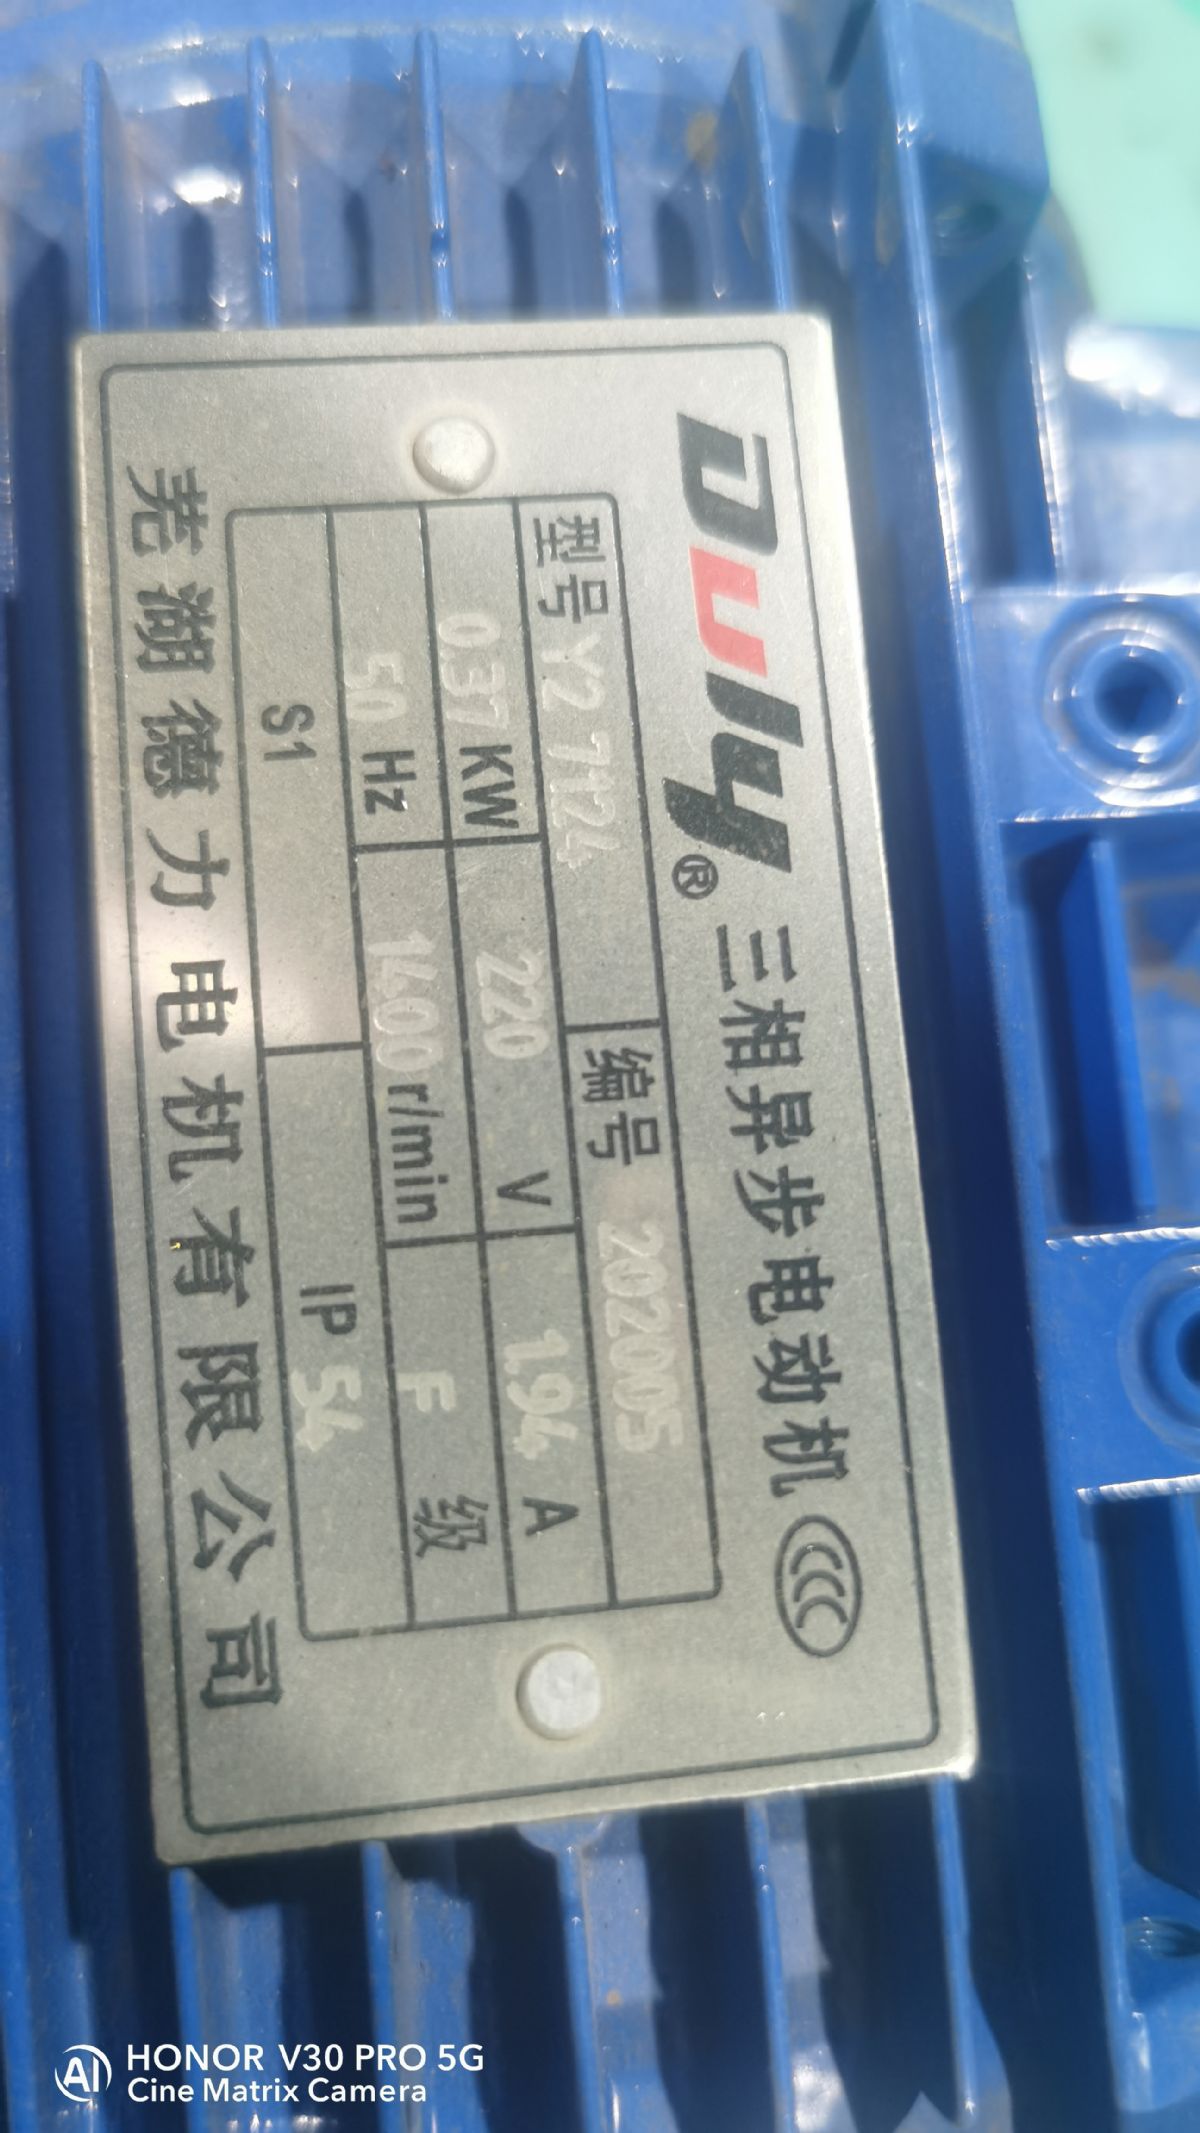 DULY® 三相异步电动机 CCC
型号 Y2 7124 编号 202005
0.37 KW 220 V 1.94 A
50 Hz 1400 r/min F 级
S1 IP 54
芜湖德力电机有限公司
HONOR V30 PRO 5G
Cine Matrix Camera